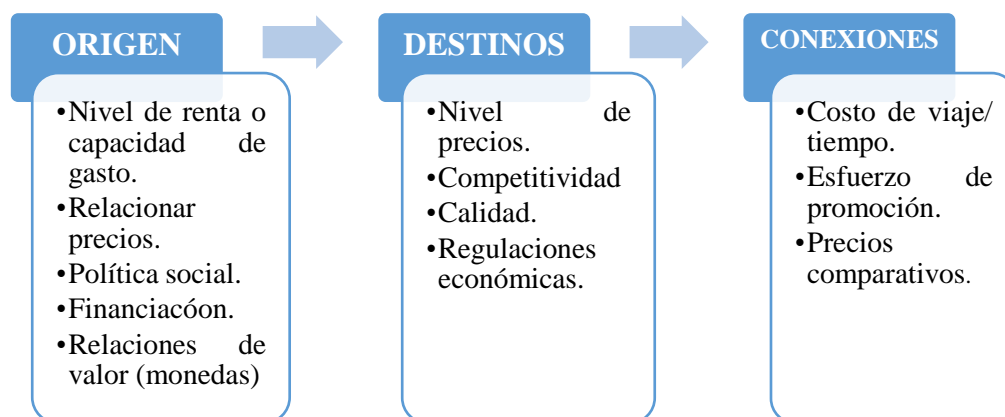 ORIGEN
•Nivel de renta o
capacidad de
gasto.
•Relacionar
precios.
•Política social.
•Financiacóon.
•Relaciones de
valor (monedas)
DESTINOS
•Nivel de
precios.
•Competitividad
•Calidad.
•Regulaciones
económicas.
CONEXIONES
•Costo de viaje/
tiempo.
•Esfuerzo de
promoción.
•Precios
comparativos.